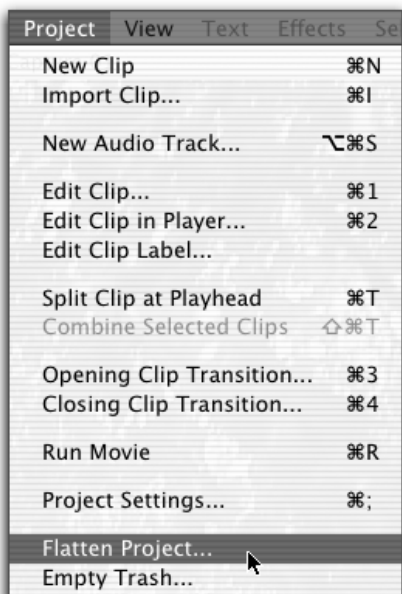 Project View Text Effects Se
New Clip ⌘N
Import Clip... ⌘I
New Audio Track... ⌥⌘S
Edit Clip... ⌘1
Edit Clip in Player... ⌘2
Edit Clip Label...
Split Clip at Playhead ⌘T
Combine Selected Clips ⇧⌘T
Opening Clip Transition... ⌘3
Closing Clip Transition... ⌘4
Run Movie ⌘R
Project Settings... ⌘;
Flatten Project...
Empty Trash...